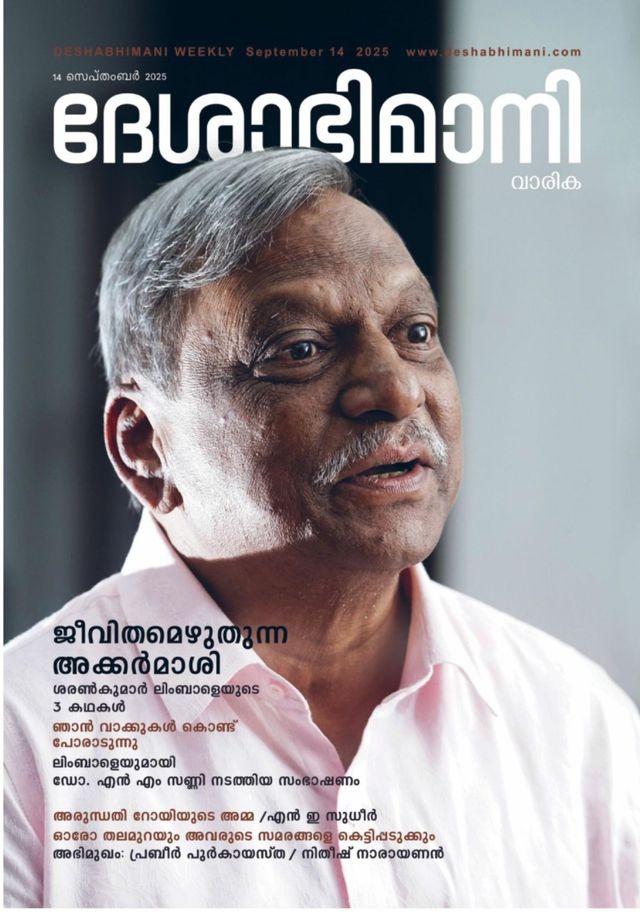 DESHABHIMANI WEEKLY September 14 2025 www.deshabhimani.com
14 സെപ്തംബർ 2025
ദേശാഭിമാനി
വാരിക
ജീവിതമെഴുതുന്ന
അക്കർമാശി
ശരൺകുമാർ ലിംബാളെയുടെ
3 കഥകൾ
ഞാൻ വാക്കുകൾ കൊണ്ട്
പോരാടുന്നു
ലിംബാളെയുമായി
ഡോ. എൻ എം സണ്ണി നടത്തിയ സംഭാഷണം
അരുന്ധതി റോയിയുടെ അമ്മ /എൻ ഇ സുധീർ
ഓരോ തലമുറയും അവരുടെ സമരങ്ങളെ കെട്ടിപ്പടുക്കും
അഭിമുഖം: പ്രബീർ പുർകായസ്ത / നിതീഷ് നാരായണൻ